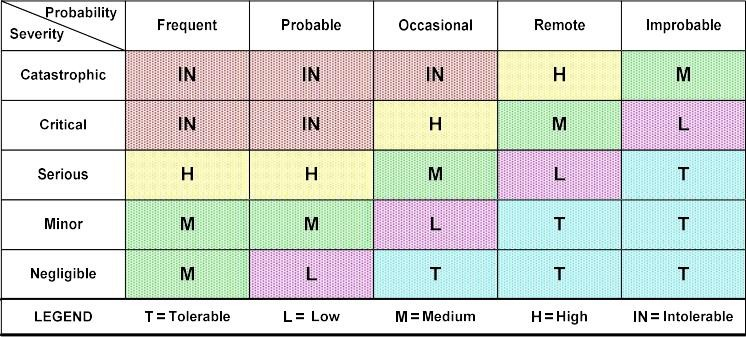 Probability
Severity
Frequent Probable Occasional Remote Improbable
Catastrophic IN IN IN H M
Critical IN IN H M L
Serious H H M L T
Minor M M L T T
Negligible M L T T T
LEGEND T = Tolerable L = Low M = Medium H = High IN = Intolerable